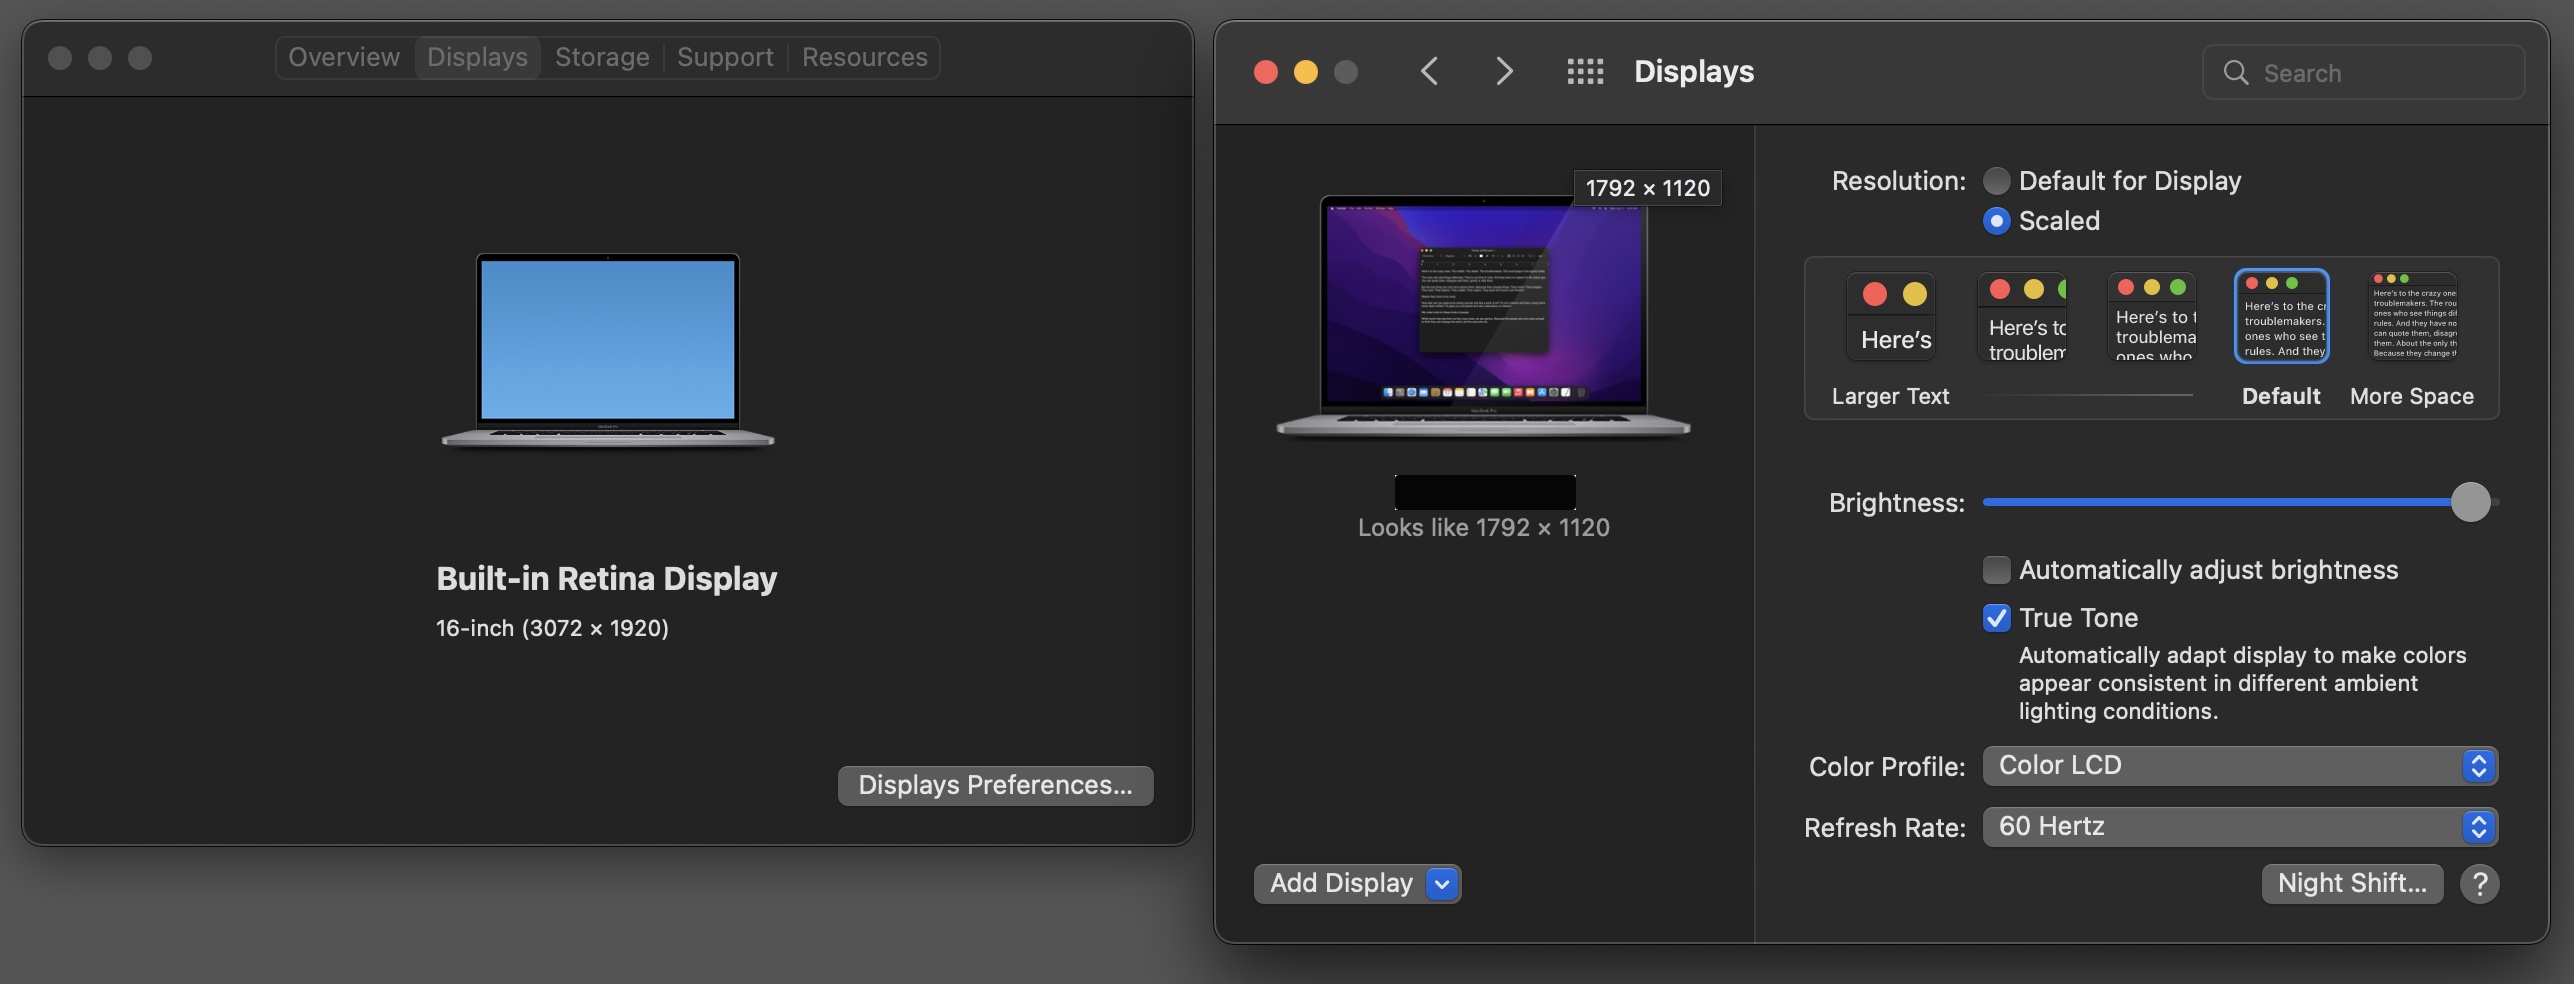 Overview
Displays
Storage
Support
Resources
Built-in Retina Display
16-inch (3072 × 1920)
Displays Preferences...
Displays
Search
1792 × 1120
Looks like 1792 × 1120
Add Display
Resolution:
Default for Display
Scaled
Here's
Here's to
troublem
Here's to t
troublema
ones who
Here's to the cr
troublemakers.
ones who see t
rules. And they
Here's to the crazy one
troublemakers. The rou
ones who see things dif
rules. And they have no
can quote them, disagr
them. About the only th
Because they change th
Larger Text
Default
More Space
Brightness:
Automatically adjust brightness
True Tone
Automatically adapt display to make colors
appear consistent in different ambient
lighting conditions.
Color Profile:
Color LCD
Refresh Rate:
60 Hertz
Night Shift...
?